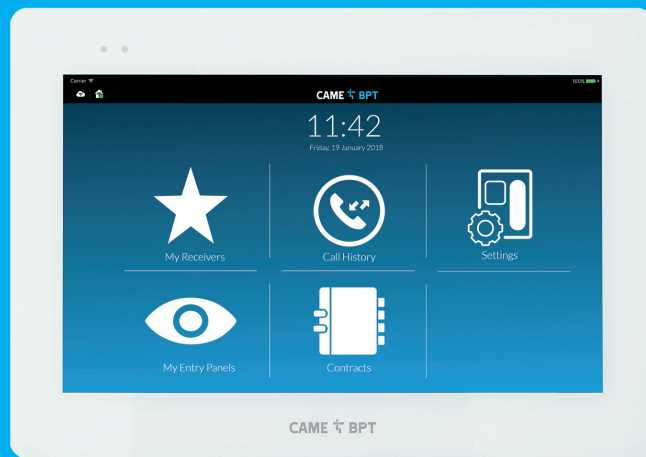 Carrier
100%
CAME BPT
11:42
Friday, 19 January 2018
My Receivers
Call History
Settings
My Entry Panels
Contracts
CAME BPT